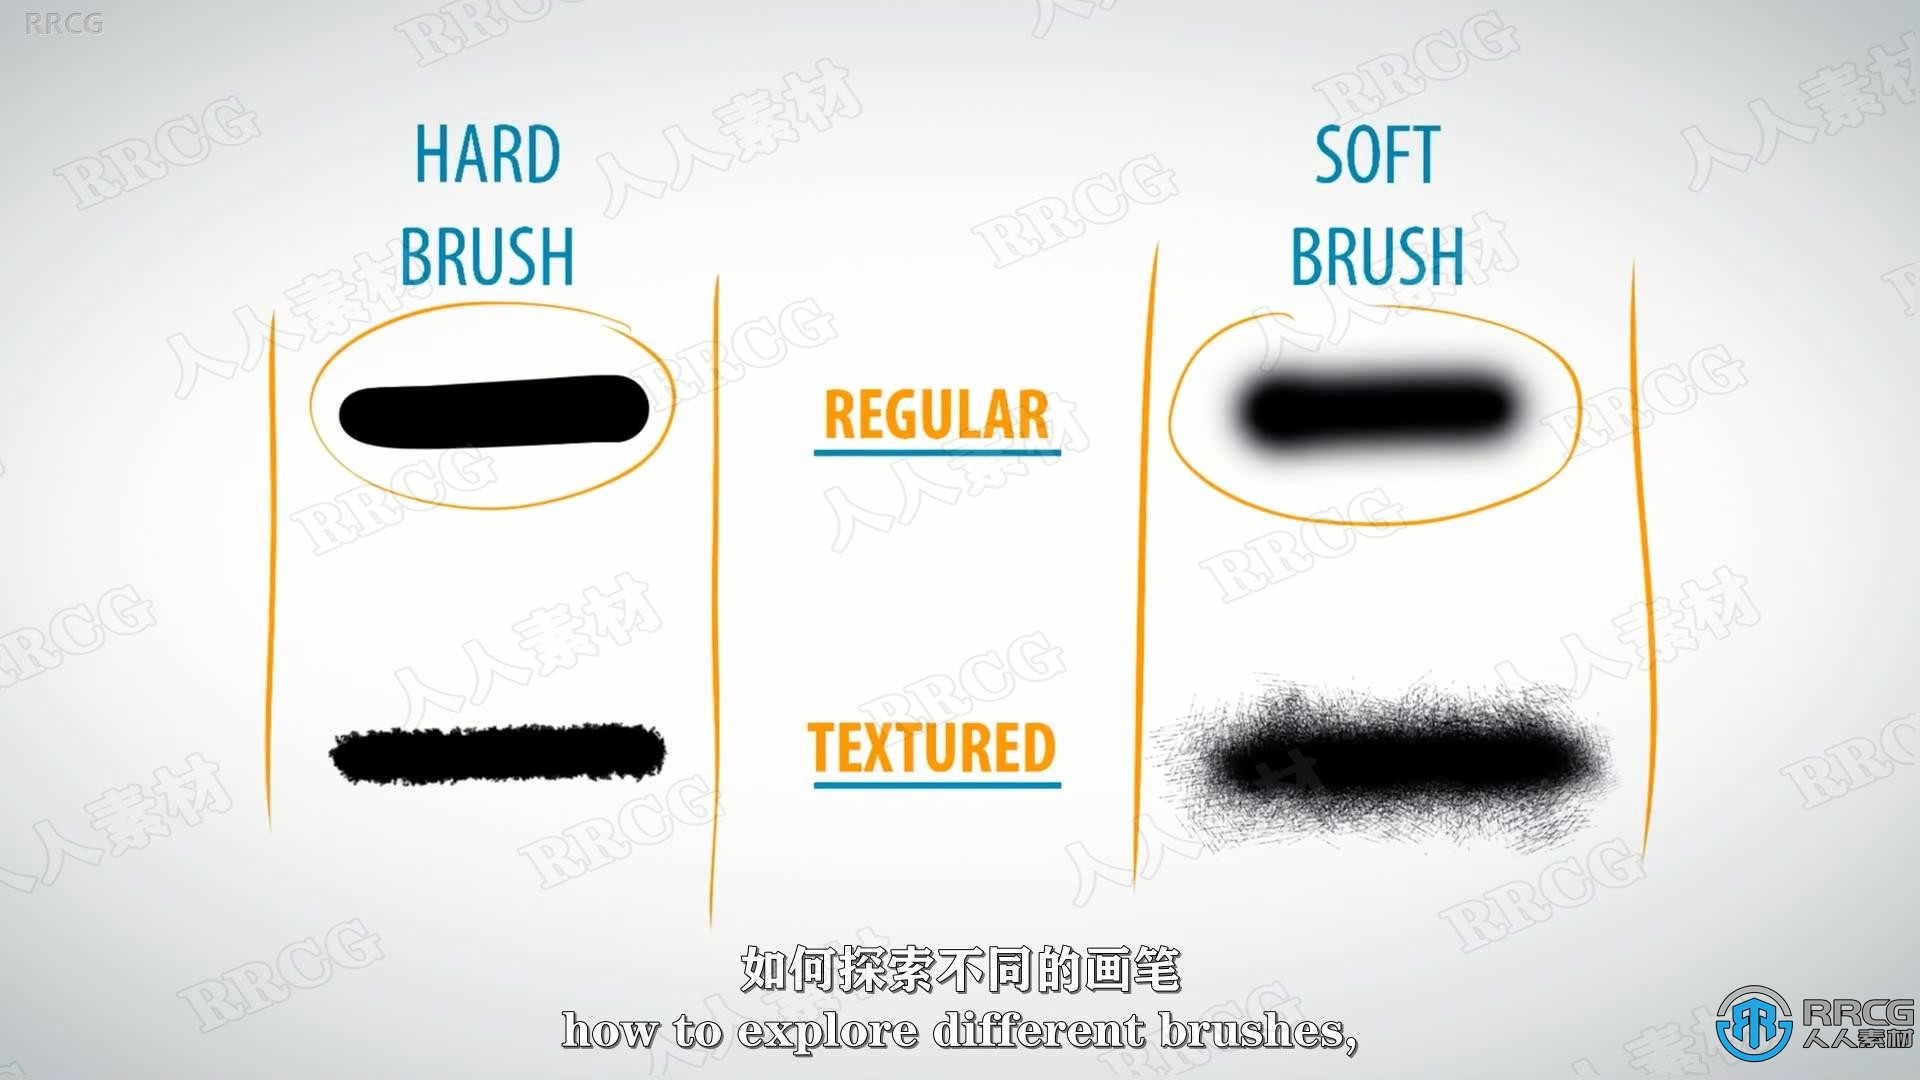 RRCG
HARD
BRUSH
SOFT
BRUSH
REGULAR
TEXTURED
如何探索不同的画笔
how to explore different brushes,
RRCG
人人素材